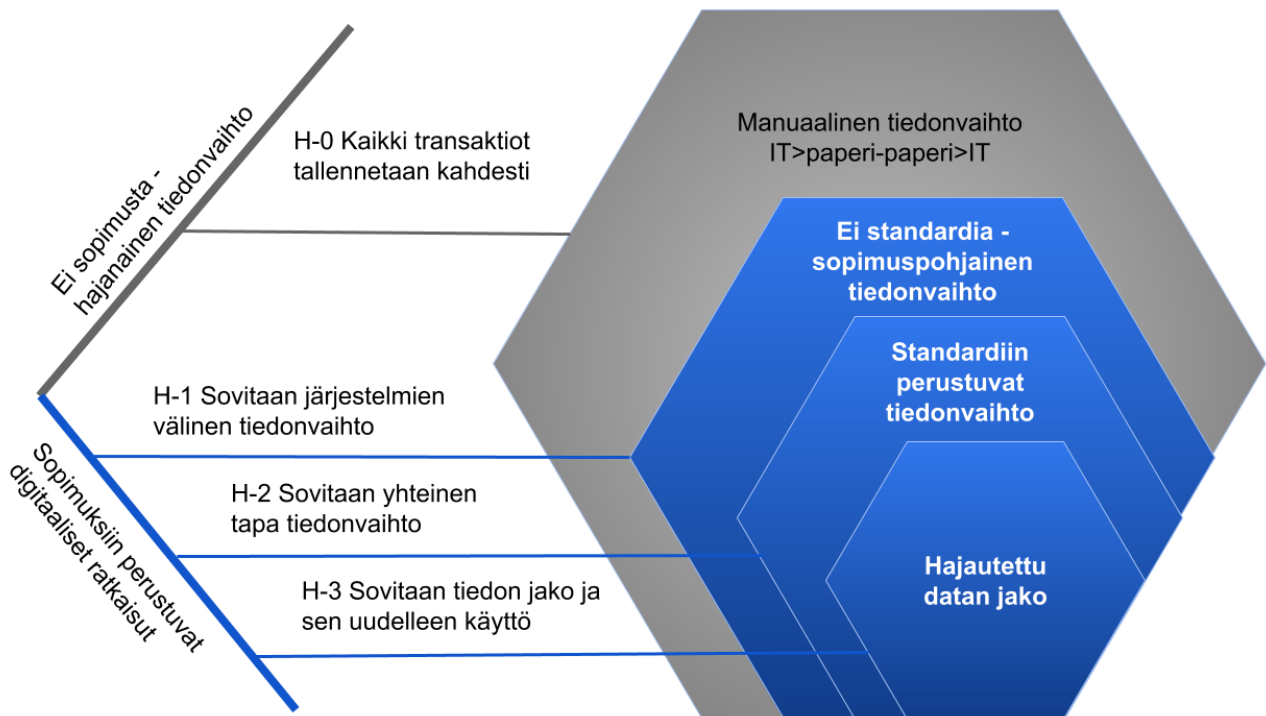 Ei sopimusta -
hajanainen tiedonvaihto
H-0 Kaikki transaktiot
tallennetaan kahdesti
Manuaalinen tiedonvaihto
IT>paperi-paperi>IT
Ei standardia -
sopimuspohjainen
tiedonvaihto
Standardiin
perustuvat
tiedonvaihto
H-1 Sovitaan järjestelmien
välinen tiedonvaihto
Sopimuksiin perustuvat
digitaaliset ratkaisut
H-2 Sovitaan yhteinen
tapa tiedonvaihto
H-3 Sovitaan tiedon jako ja
sen uudelleen käyttö
Hajautettu
datan jako